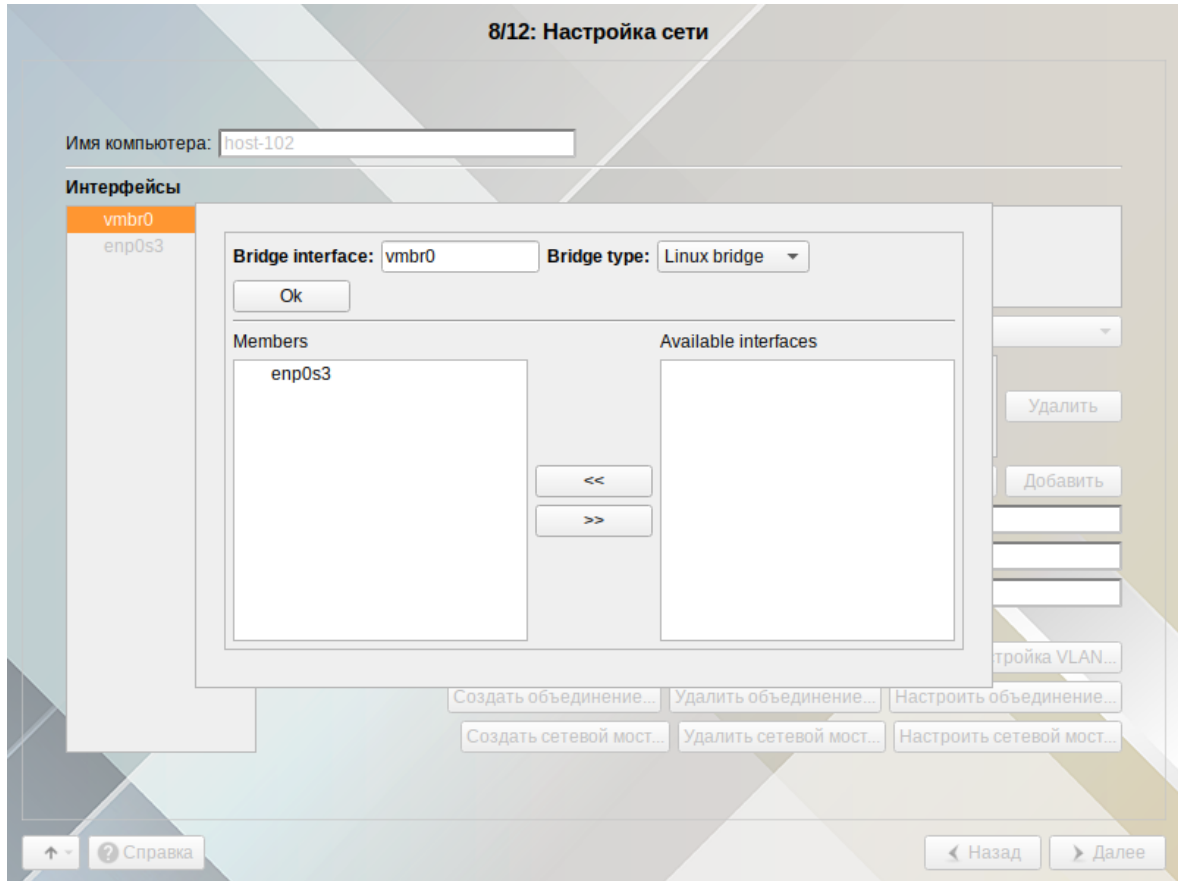 8/12: Настройка сети
Имя компьютера: host-102
Интерфейсы
vmbr0
enp0s3
Bridge interface: vmbr0 Bridge type: Linux bridge
Ok
Members Available interfaces
enp0s3
<<
>>
Удалить
Добавить
тройка VLAN...
Создать объединение... Удалить объединение... Настроить объединение...
Создать сетевой мост... Удалить сетевой мост... Настроить сетевой мост...
Справка Назад Далее